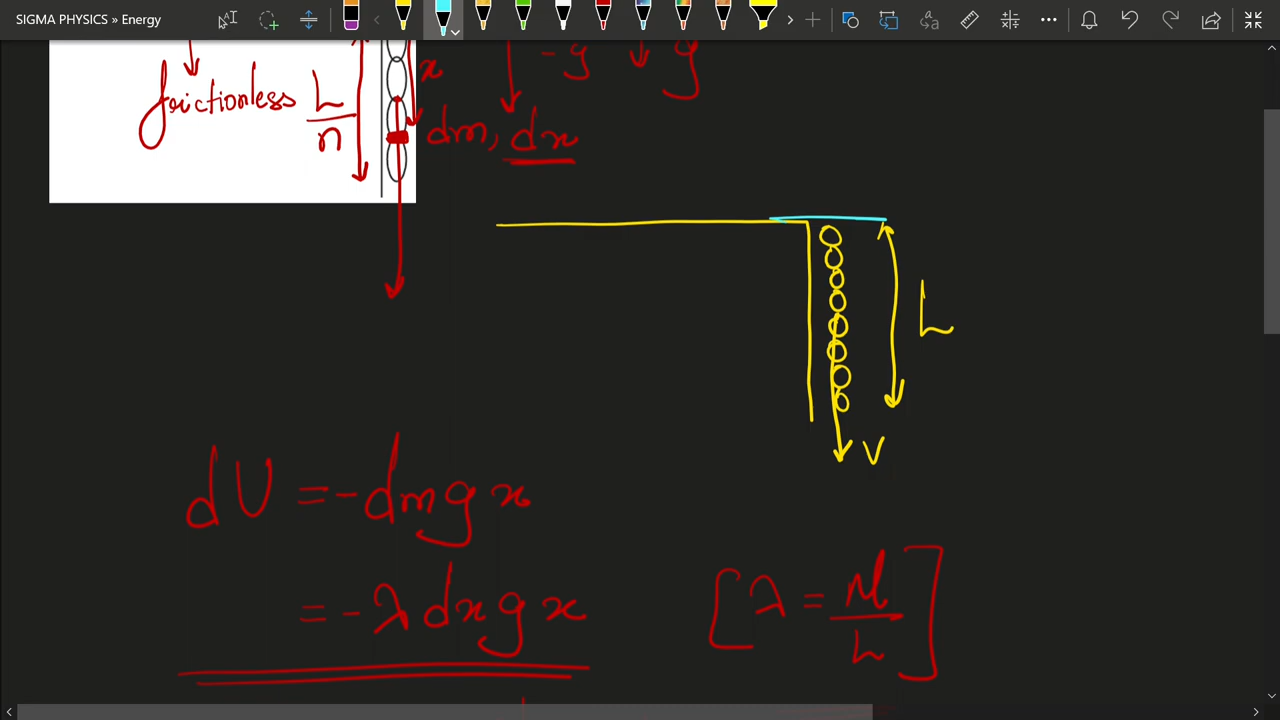 SIGMA PHYSICS » Energy
x -g g
frictionless L/n dm, dx
L
V
dU = -dmgx
= -λdxgx [λ = M/L]